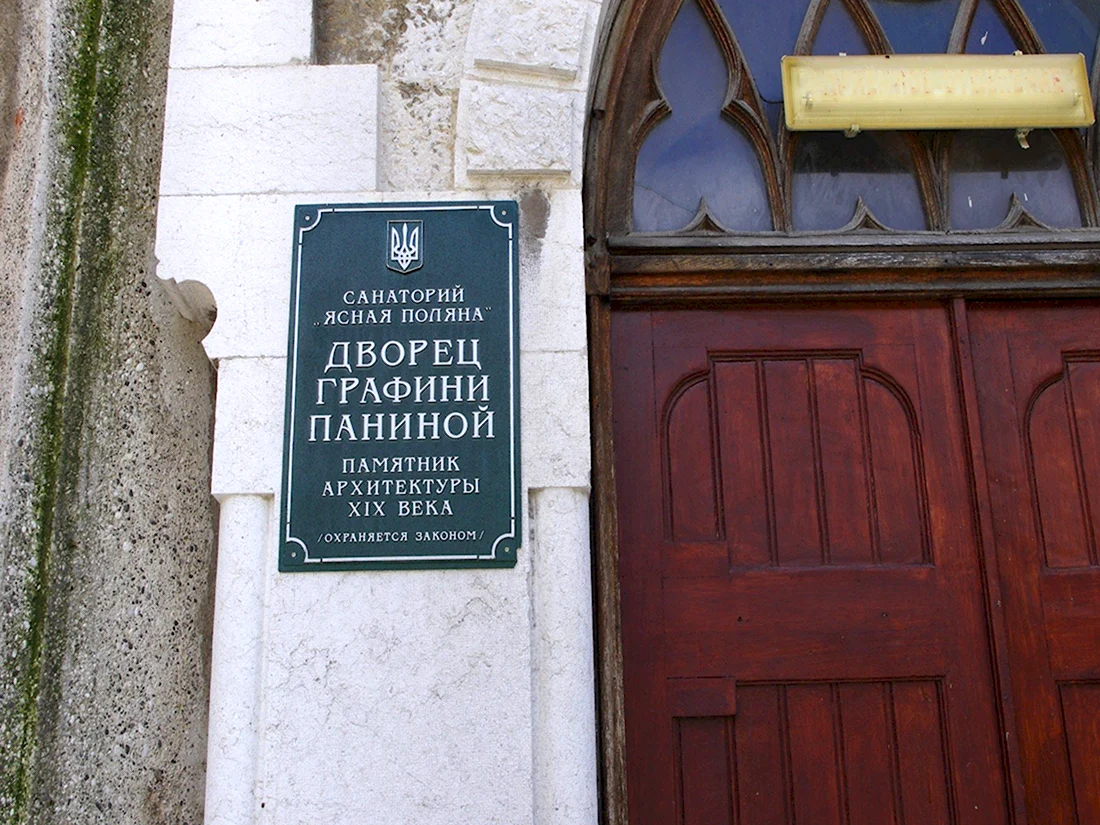 САНАТОРИЙ
„ЯСНАЯ ПОЛЯНА"
ДВОРЕЦ
ГРАФИНИ
ПАНИНОЙ
ПАМЯТНИК
АРХИТЕКТУРЫ
XIX ВЕКА
/ОХРАНЯЕТСЯ ЗАКОНОМ/